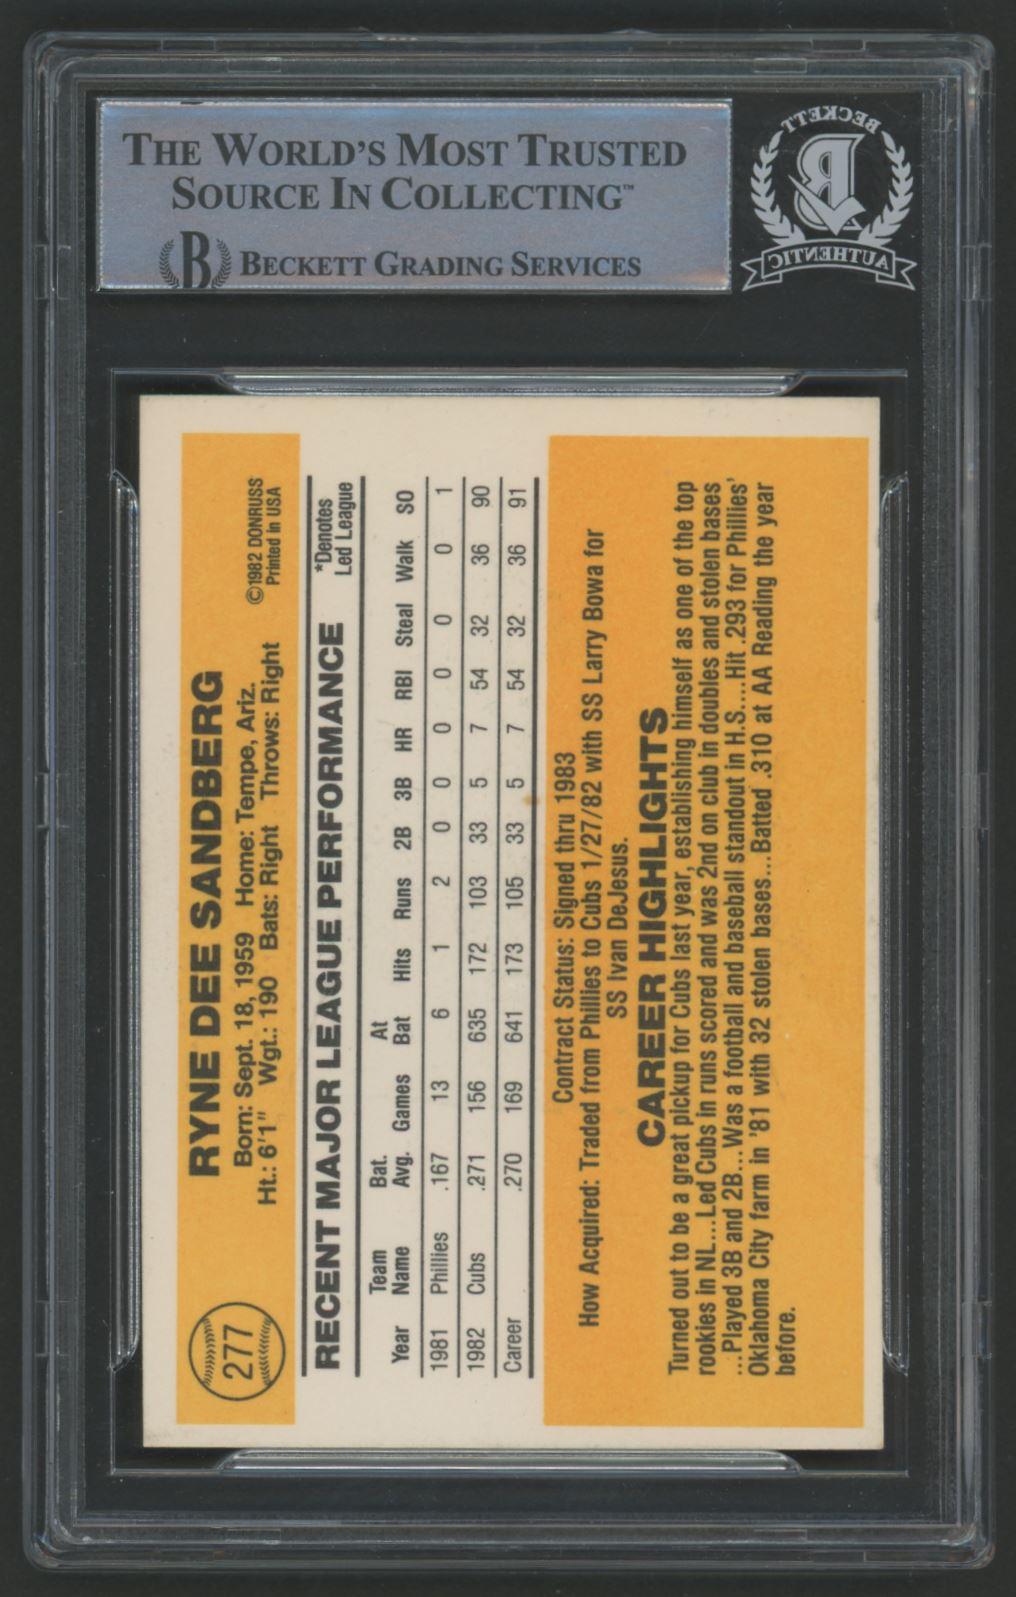 THE WORLD'S MOST TRUSTED
SOURCE IN COLLECTING™
B BECKETT GRADING SERVICES
BECKETT
B
AUTHENTIC
277
RYNE DEE SANDBERG
Born: Sept. 18, 1959 Home: Tempe, Ariz.
Ht.: 6'1" Wgt.: 190 Bats: Right Throws: Right
©1982 DONRUSS
Printed in USA
RECENT MAJOR LEAGUE PERFORMANCE
*Denotes
Led League
Year Team Name Bat. Avg. Games At Bat Hits Runs 2B 3B HR RBI Steal Walk SO
1981 Phillies .167 13 6 1 2 0 0 0 0 0 0 1
1982 Cubs .271 156 635 172 103 33 5 7 54 32 36 90
Career .270 169 641 173 105 33 5 7 54 32 36 91
Contract Status: Signed thru 1983
How Acquired: Traded from Phillies to Cubs 1/27/82 with SS Larry Bowa for
SS Ivan DeJesus.
CAREER HIGHLIGHTS
Turned out to be a great pickup for Cubs last year, establishing himself as one of the top
rookies in NL...Led Cubs in runs scored and was 2nd on club in doubles and stolen bases
...Played 3B and 2B...Was a football and baseball standout in H.S....Hit .293 for Phillies'
Oklahoma City farm in '81 with 32 stolen bases...Batted .310 at AA Reading the year
before.